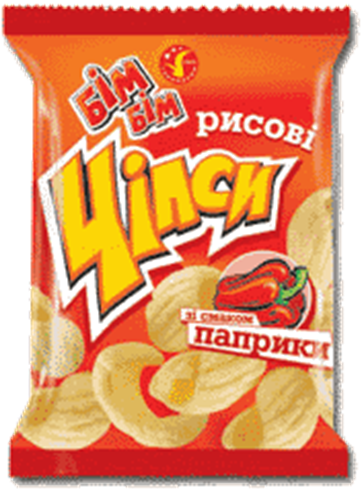 БІМ
БІМ
рисові
Чіпси
зі смаком
паприки